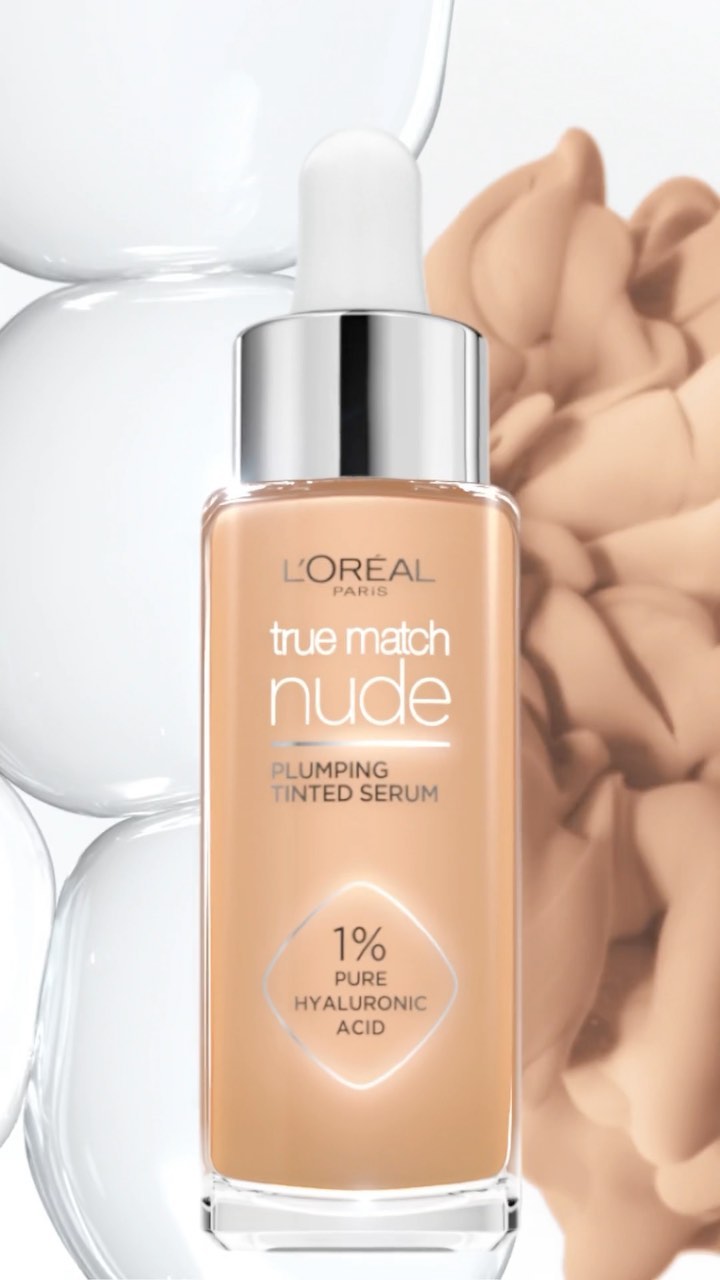 L'ORÉAL
PARIS
true match
nude
PLUMPING
TINTED SERUM
1%
PURE
HYALURONIC
ACID